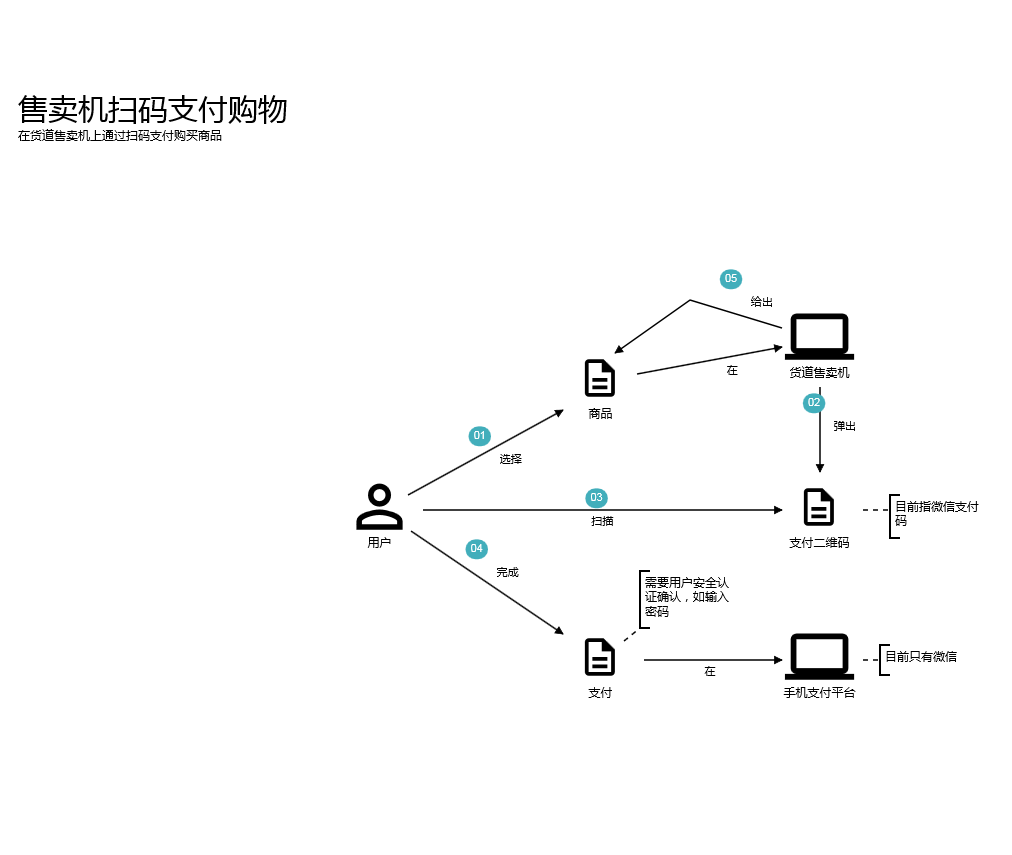 售卖机扫码支付购物
在货道售卖机上通过扫码支付购买商品
05
给出
在
货道售卖机
商品
02
弹出
01
选择
03
扫描
目前指微信支付
码
用户
支付二维码
04
完成
需要用户安全认
证确认，如输入
密码
目前只有微信
在
支付
手机支付平台